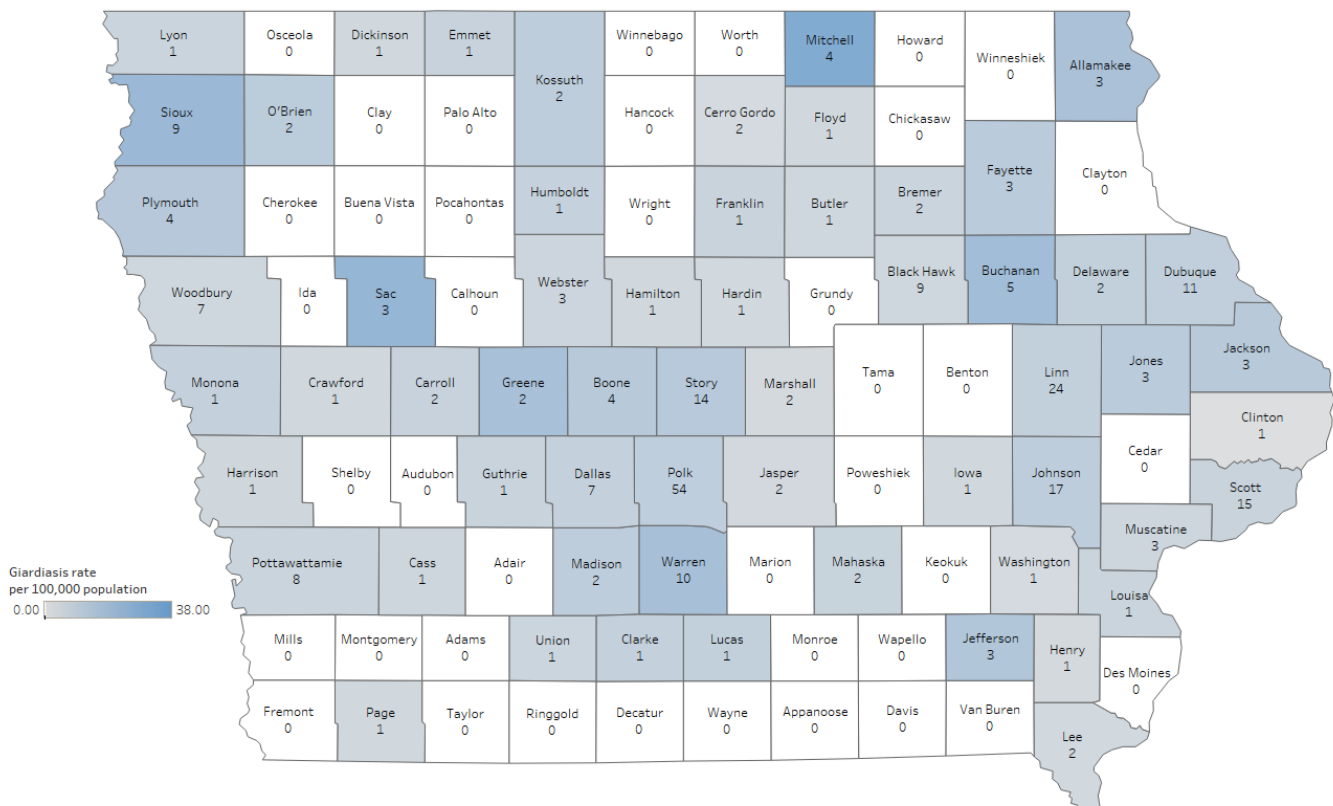 Lyon
1
Osceola
0
Dickinson
1
Emmet
1
Kossuth
2
Winnebago
0
Worth
0
Mitchell
4
Howard
0
Winneshiek
0
Allamakee
3
Sioux
9
O'Brien
2
Clay
0
Palo Alto
0
Hancock
0
Cerro Gordo
2
Floyd
1
Chickasaw
0
Fayette
3
Clayton
0
Plymouth
4
Cherokee
0
Buena Vista
0
Pocahontas
0
Humboldt
1
Wright
0
Franklin
1
Butler
1
Bremer
2
Woodbury
7
Ida
0
Sac
3
Calhoun
0
Webster
3
Hamilton
1
Hardin
1
Grundy
0
Black Hawk
9
Buchanan
5
Delaware
2
Dubuque
11
Monona
1
Crawford
1
Carroll
2
Greene
2
Boone
4
Story
14
Marshall
2
Tama
0
Benton
0
Linn
24
Jones
3
Jackson
3
Clinton
1
Harrison
1
Shelby
0
Audubon
0
Guthrie
1
Dallas
7
Polk
54
Jasper
2
Poweshiek
0
Iowa
1
Johnson
17
Cedar
0
Scott
15
Muscatine
3
Pottawattamie
8
Cass
1
Adair
0
Madison
2
Warren
10
Marion
0
Mahaska
2
Keokuk
0
Washington
1
Louisa
1
Giardiasis rate
per 100,000 population
0.00 38.00
Mills
0
Montgomery
0
Adams
0
Union
1
Clarke
1
Lucas
1
Monroe
0
Wapello
0
Jefferson
3
Henry
1
Des Moines
0
Fremont
0
Page
1
Taylor
0
Ringgold
0
Decatur
0
Wayne
0
Appanoose
0
Davis
0
Van Buren
0
Lee
2